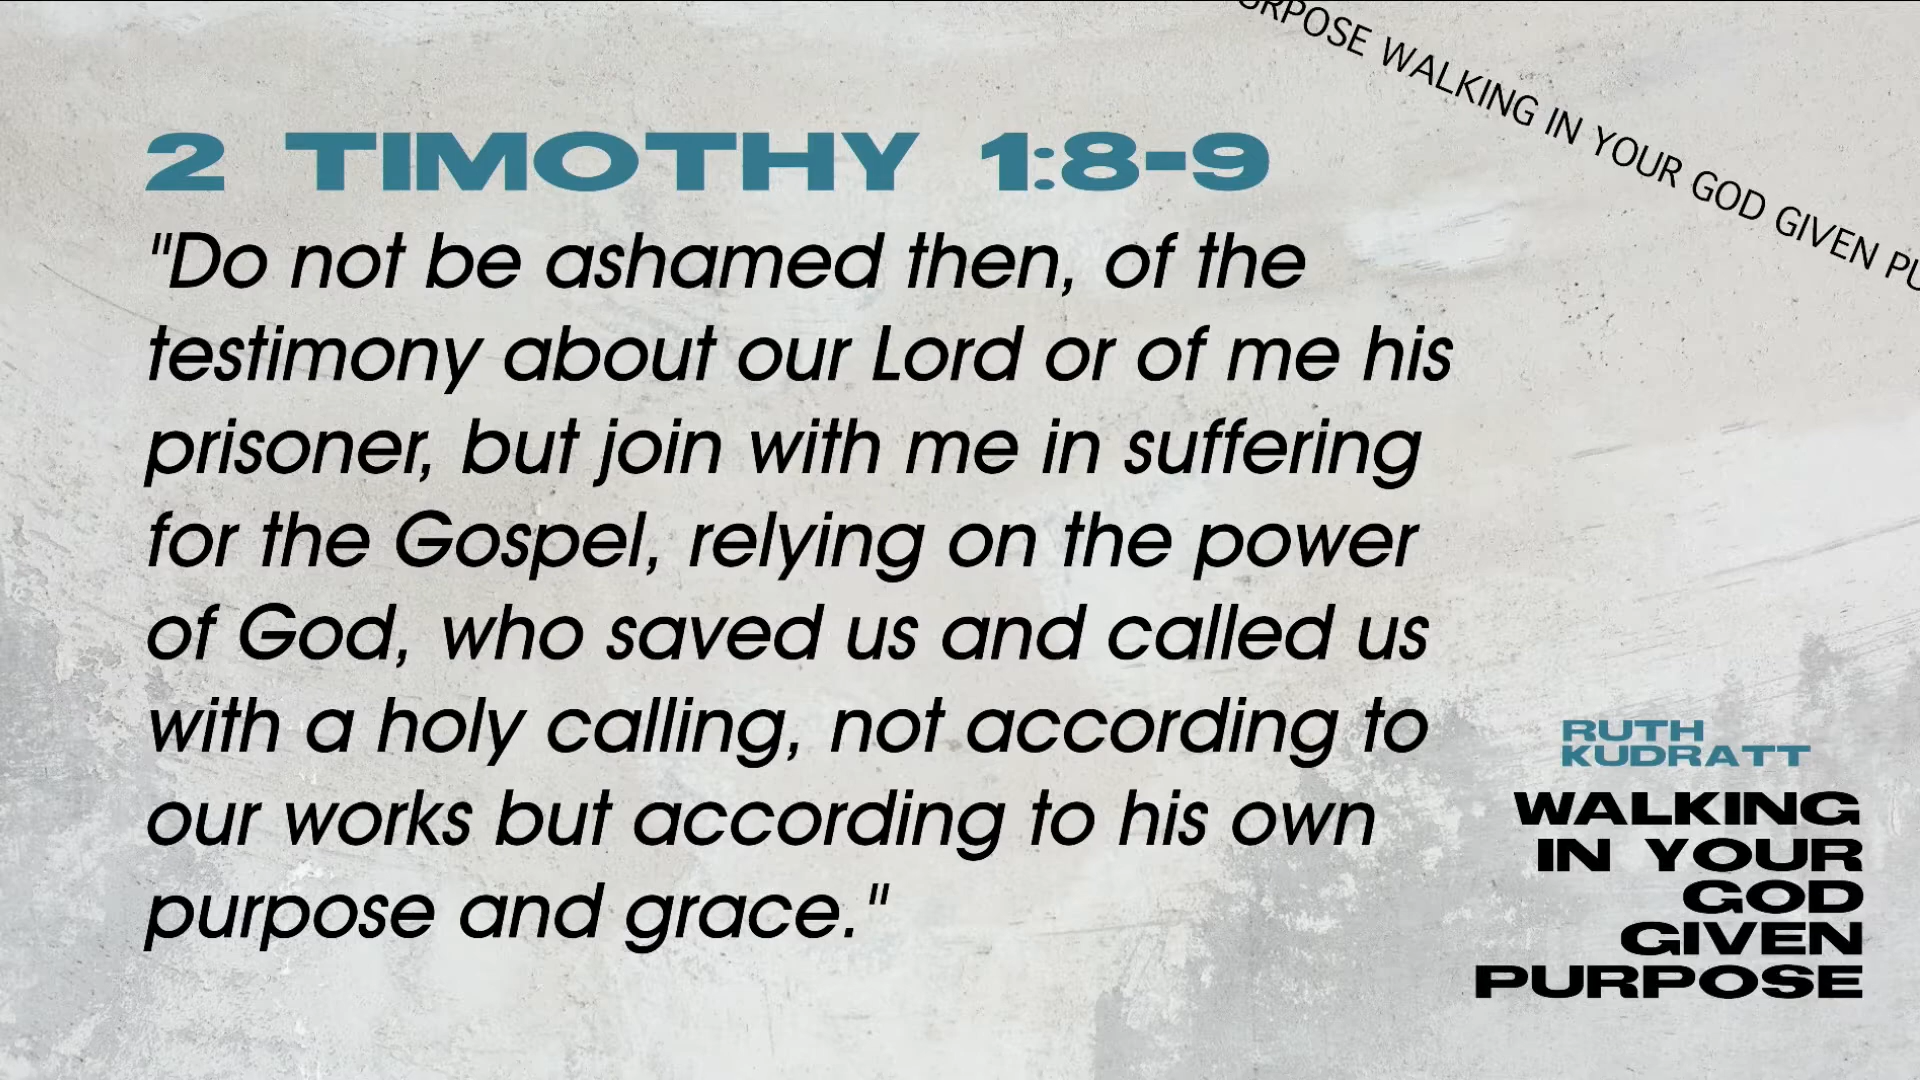 URPOSE WALKING IN YOUR GOD GIVEN PU
2 TIMOTHY 1:8-9
"Do not be ashamed then, of the
testimony about our Lord or of me his
prisoner, but join with me in suffering
for the Gospel, relying on the power
of God, who saved us and called us
with a holy calling, not according to
our works but according to his own
purpose and grace."
RUTH
KUDRATT
WALKING
IN YOUR
GOD
GIVEN
PURPOSE